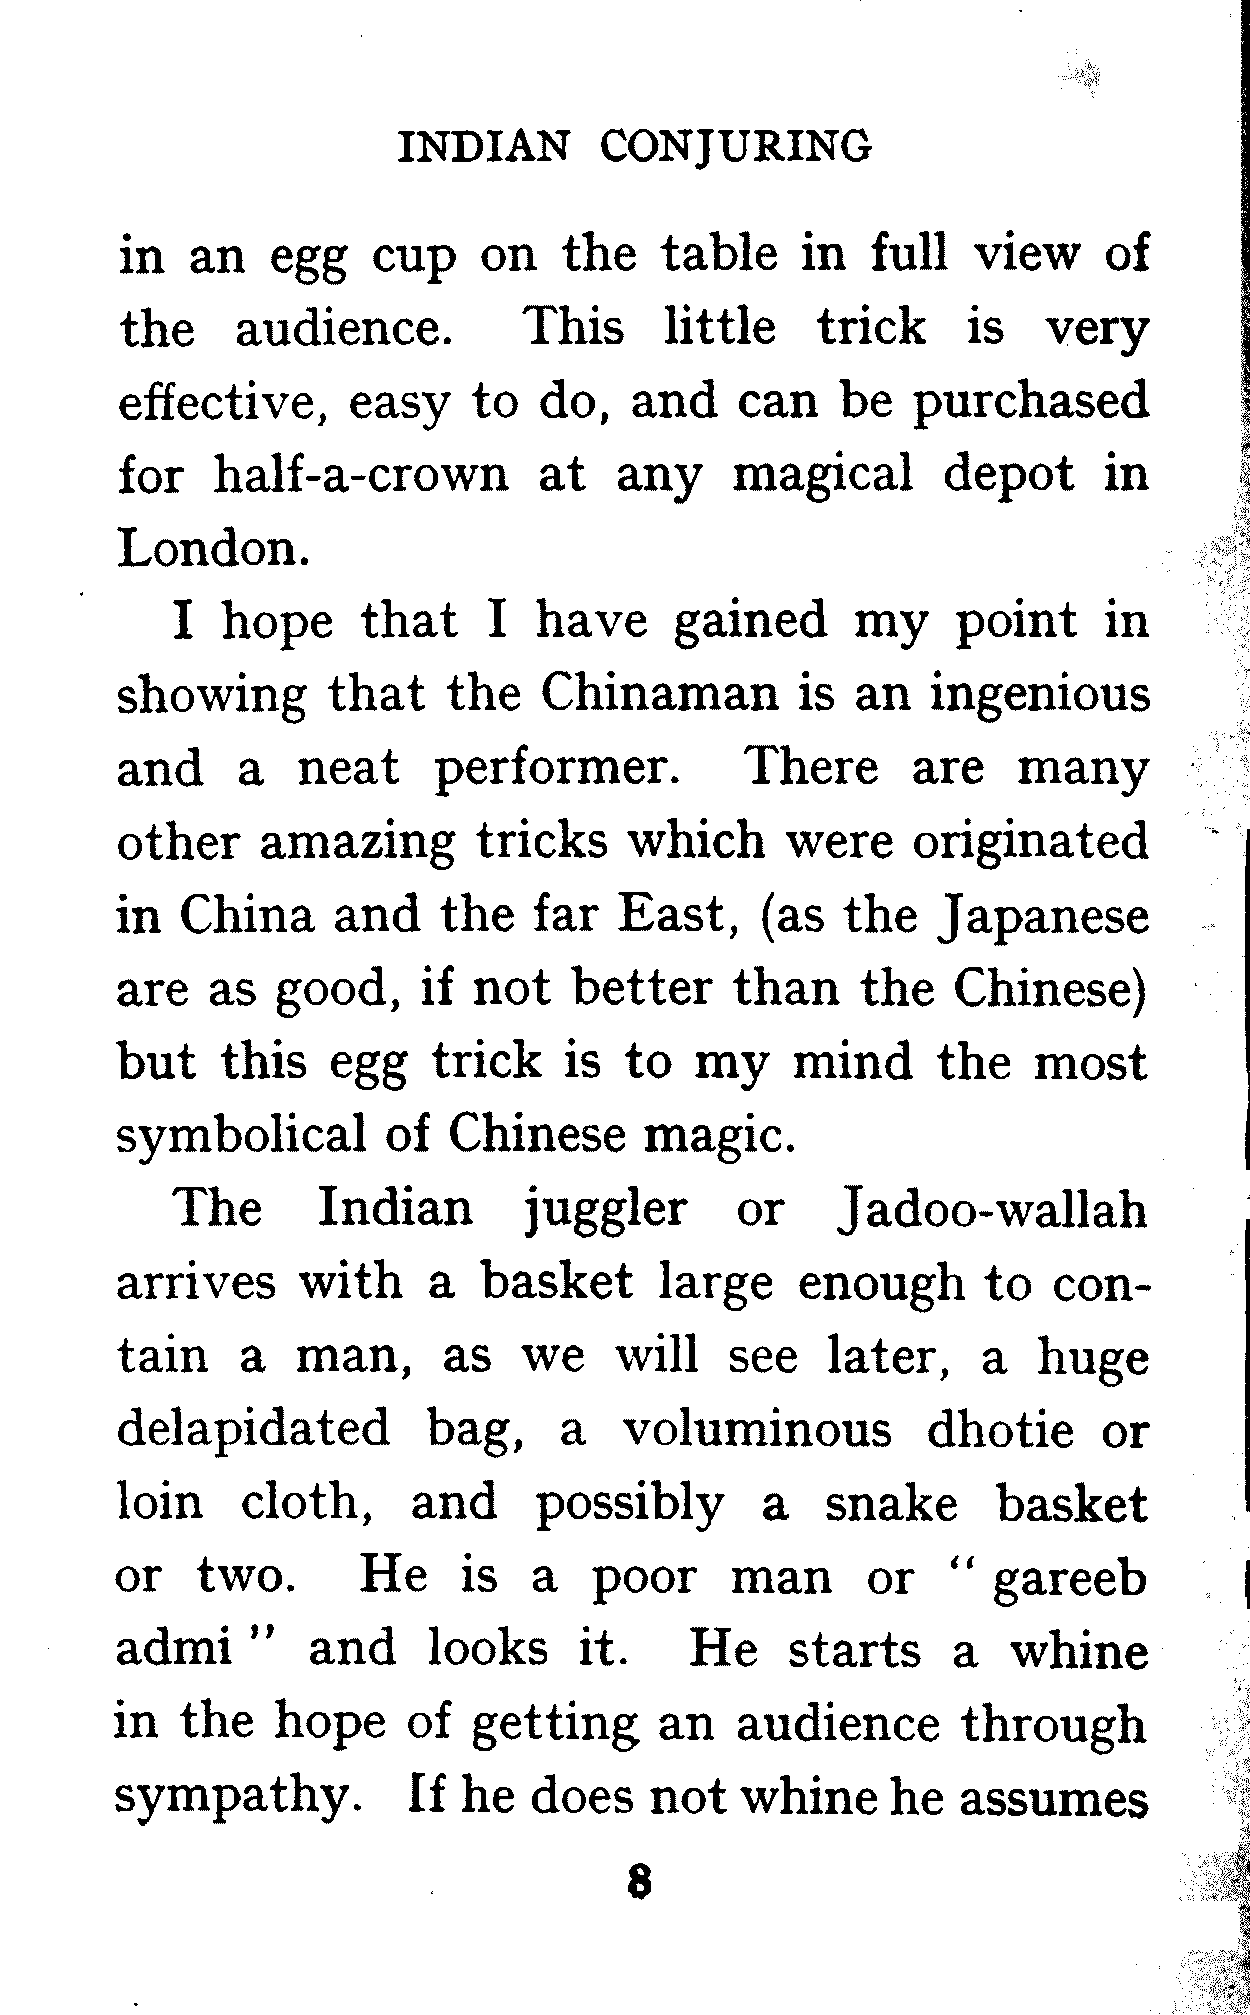 INDIAN CONJURING
in an egg cup on the table in full view of
the audience. This little trick is very
effective, easy to do, and can be purchased
for half-a-crown at any magical depot in
London.
I hope that I have gained my point in
showing that the Chinaman is an ingenious
and a neat performer. There are many
other amazing tricks which were originated
in China and the far East, (as the Japanese
are as good, if not better than the Chinese)
but this egg trick is to my mind the most
symbolical of Chinese magic.
The Indian juggler or Jadoo-wallah
arrives with a basket large enough to con-
tain a man, as we will see later, a huge
delapidated bag, a voluminous dhotie or
loin cloth, and possibly a snake basket
or two. He is a poor man or “ gareeb
admi ” and looks it. He starts a whine
in the hope of getting an audience through
sympathy. If he does not whine he assumes
8